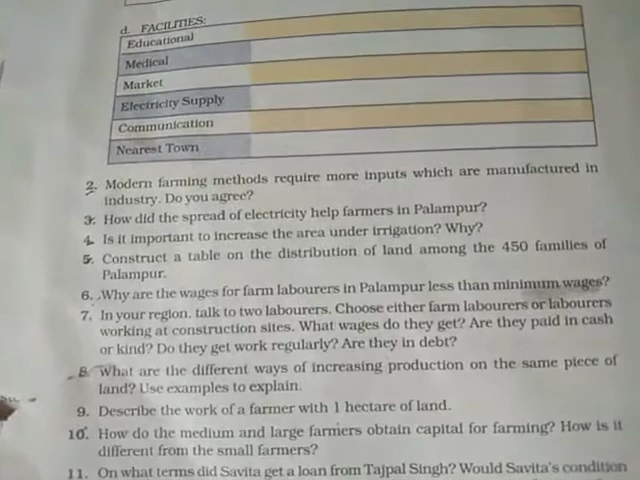 d. FACILITIES:
Educational
Medical
Market
Electricity Supply
Communication
Nearest Town
2. Modern farming methods require more inputs which are manufactured in
industry. Do you agree?
3. How did the spread of electricity help farmers in Palampur?
4. Is it important to increase the area under irrigation? Why?
5. Construct a table on the distribution of land among the 450 families of
Palampur.
6. Why are the wages for farm labourers in Palampur less than minimum wages?
7. In your region, talk to two labourers. Choose either farm labourers or labourers
working at construction sites. What wages do they get? Are they paid in cash
or kind? Do they get work regularly? Are they in debt?
8. What are the different ways of increasing production on the same piece of
land? Use examples to explain.
9. Describe the work of a farmer with 1 hectare of land.
10. How do the medium and large farmers obtain capital for farming? How is it
different from the small farmers?
11. On what terms did Savita get a loan from Tajpal Singh? Would Savita's condition